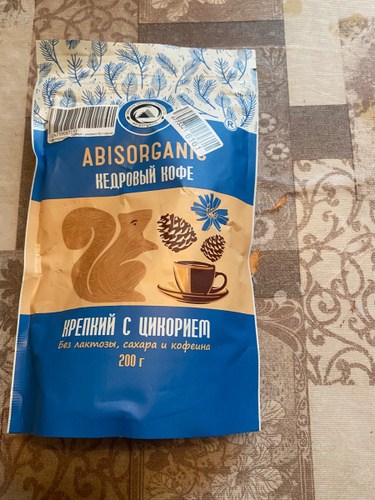 ABISORGANIC
КЕДРОВЫЙ КОФЕ
КРЕПКИЙ С ЦИКОРИЕМ
Без лактозы, сахара и кофеина
200 г